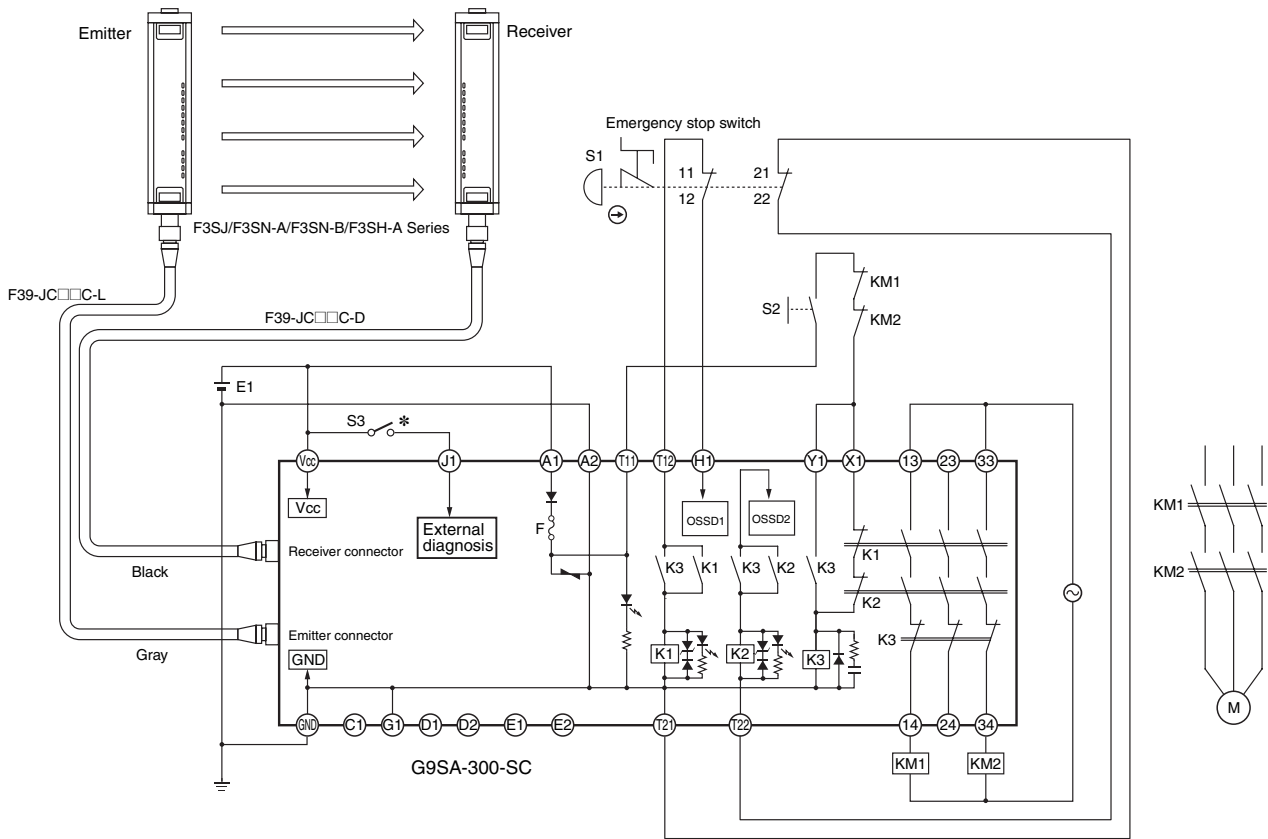 Emitter
Receiver
F3SJ/F3SN-A/F3SN-B/F3SH-A Series
F39-JC□□C-L
F39-JC□□C-D
Emergency stop switch
S1
11
12
21
22
S2
KM1
KM2
E1
S3
*
Vcc
J1
A1
A2
T11
T12
H1
Y1
X1
13
23
33
Vcc
External
diagnosis
F
OSSD1
OSSD2
Receiver connector
Black
Emitter connector
Gray
GND
K3
K1
K3
K2
K3
K1
K2
K3
K1
K2
K3
GND
C1
G1
D1
D2
E1
E2
T21
T22
14
24
34
G9SA-300-SC
KM1
KM2
KM1
KM2
M